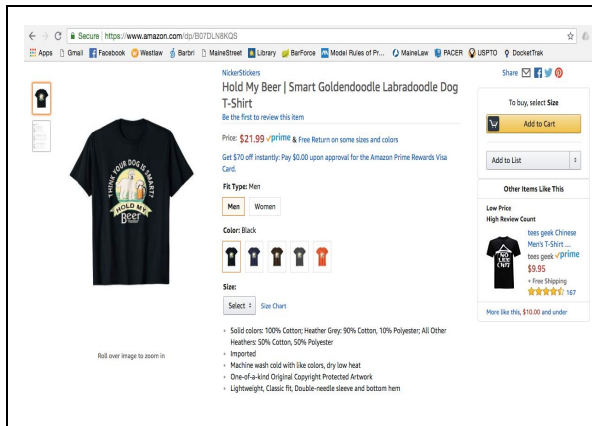 Secure https://www.amazon.com/dp/B07DLN8KQS
Apps Gmail Facebook Westlaw Barbri MaineStreet Library BarForce Model Rules of Pr... MaineLaw PACER USPTO DocketTrak
NickerStickers
Hold My Beer | Smart Goldendoodle Labradoodle Dog
T-Shirt
Be the first to review this item
Price: $21.99 prime & Free Return on some sizes and colors
Get $70 off instantly: Pay $0.00 upon approval for the Amazon Prime Rewards Visa
Card.
Fit Type: Men
Men Women
Color: Black
Size:
Select Size Chart
Solid colors: 100% Cotton; Heather Grey: 90% Cotton, 10% Polyester; All Other
Heathers: 50% Cotton, 50% Polyester
Imported
Machine wash cold with like colors, dry low heat
One-of-a-kind Original Copyright Protected Artwork
Lightweight, Classic fit, Double-needle sleeve and bottom hem
THINK YOUR DOG IS SMART?
HOLD MY
Beer
Roll over image to zoom in
Share
To buy, select Size
Add to Cart
Add to List
Other Items Like This
Low Price
High Review Count
tees geek Chinese
Men's T-Shirt ...
tees geek prime
$9.95
+ Free Shipping
167
More like this, $10.00 and under